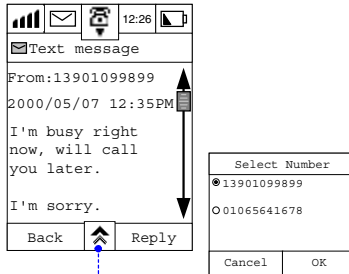 12:26
Text message
From:13901099899
2000/05/07 12:35PM
I'm busy right
now, will call
you later.
I'm sorry.
Back Reply
Select Number
13901099899
01065641678
Cancel OK